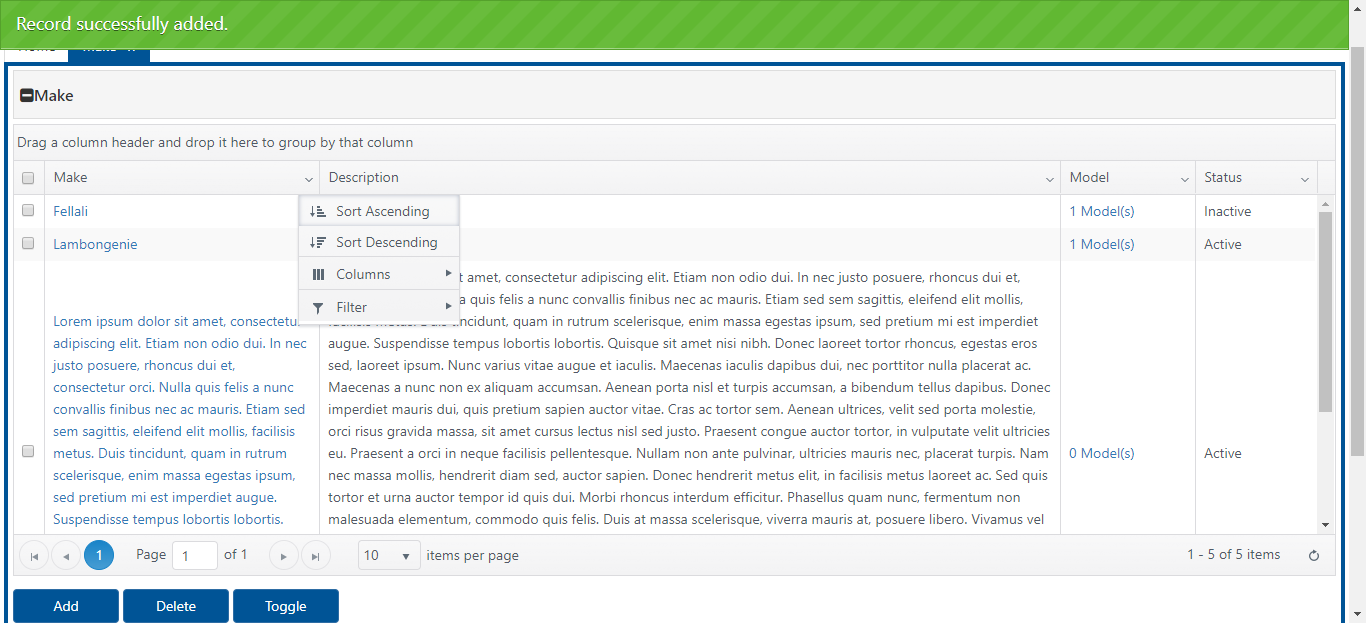 Record successfully added.
Make
Drag a column header and drop it here to group by that column
Make Description Model Status
Fellali 1 Model(s) Inactive
Lambongenie 1 Model(s) Active
Sort Ascending
Sort Descending
Columns
Filter
Lorem ipsum dolor sit amet, consectetu
adipiscing elit. Etiam non odio dui. In nec
justo posuere, rhoncus dui et,
consectetur orci. Nulla quis felis a nunc
convallis finibus nec ac mauris. Etiam sed
sem sagittis, eleifend elit mollis, facilisis
metus. Duis tincidunt, quam in rutrum
scelerisque, enim massa egestas ipsum,
sed pretium mi est imperdiet augue.
Suspendisse tempus lobortis lobortis.
t amet, consectetur adipiscing elit. Etiam non odio dui. In nec justo posuere, rhoncus dui et,
a quis felis a nunc convallis finibus nec ac mauris. Etiam sed sem sagittis, eleifend elit mollis,
tincidunt, quam in rutrum scelerisque, enim massa egestas ipsum, sed pretium mi est imperdiet
augue. Suspendisse tempus lobortis lobortis. Quisque sit amet nisi nibh. Donec laoreet tortor rhoncus, egestas eros
sed, laoreet ipsum. Nunc varius vitae augue et iaculis. Maecenas iaculis dapibus dui, nec porttitor nulla placerat ac.
Maecenas a nunc non ex aliquam accumsan. Aenean porta nisl et turpis accumsan, a bibendum tellus dapibus. Donec
imperdiet mauris dui, quis pretium sapien auctor vitae. Cras ac tortor sem. Aenean ultrices, velit sed porta molestie,
orci risus gravida massa, sit amet cursus lectus nisl sed justo. Praesent congue auctor tortor, in vulputate velit ultricies
eu. Praesent a orci in neque facilisis pellentesque. Nullam non ante pulvinar, ultricies mauris nec, placerat turpis. Nam
nec massa mollis, hendrerit diam sed, auctor sapien. Donec hendrerit metus elit, in facilisis metus laoreet ac. Sed quis
tortor et urna auctor tempor id quis dui. Morbi rhoncus interdum efficitur. Phasellus quam nunc, fermentum non
malesuada elementum, commodo quis felis. Duis at massa scelerisque, viverra mauris at, posuere libero. Vivamus vel
0 Model(s) Active
1 Page 1 of 1 10 items per page 1 - 5 of 5 items
Add Delete Toggle